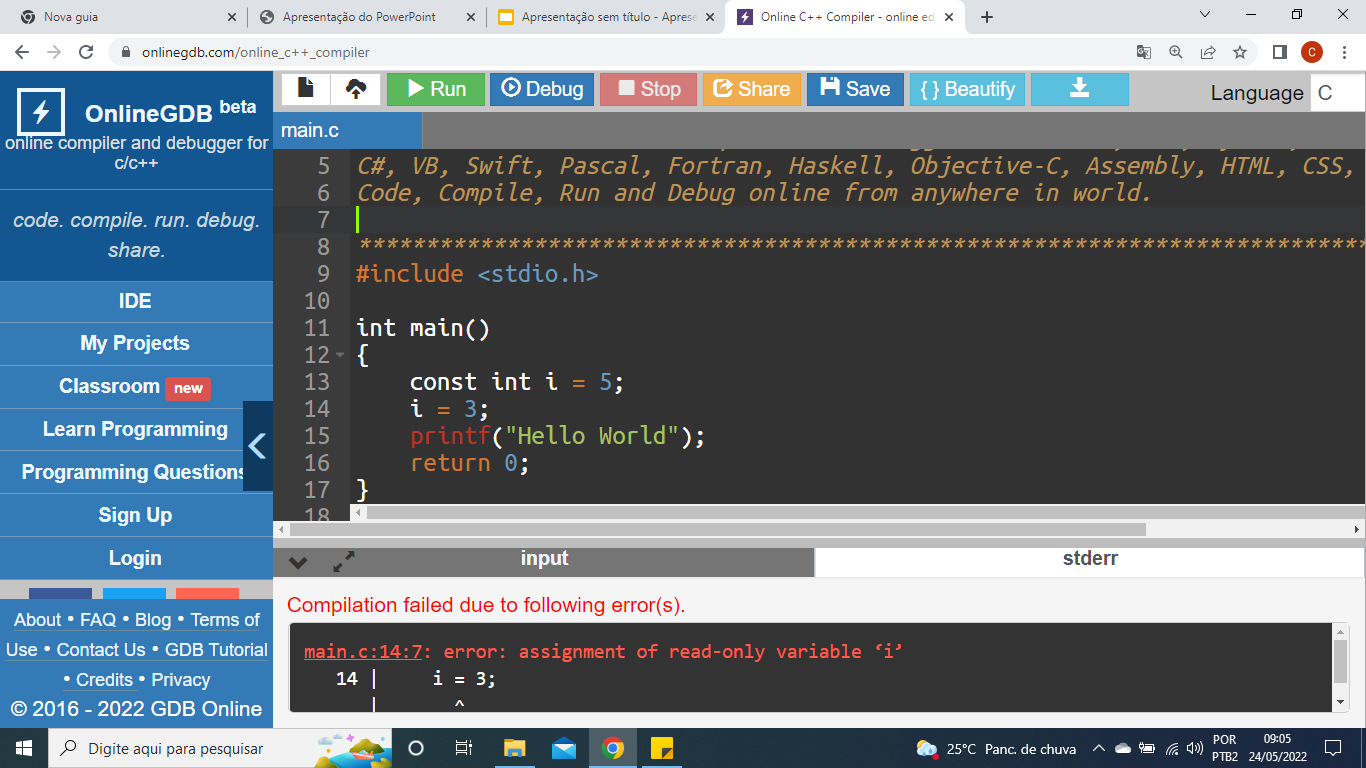 Nova guia
Apresentação do PowerPoint
Apresentação sem título - Aprese
Online C++ Compiler - online ed
onlinegdb.com/online_c++_compiler
OnlineGDB beta
online compiler and debugger for
c/c++
code. compile. run. debug.
share.
IDE
My Projects
Classroom new
Learn Programming
Programming Questions
Sign Up
Login
About • FAQ • Blog • Terms of
Use • Contact Us • GDB Tutorial
• Credits • Privacy
© 2016 - 2022 GDB Online
Run
Debug
Stop
Share
Save
{ } Beautify
Language C
main.c
5 C#, VB, Swift, Pascal, Fortran, Haskell, Objective-C, Assembly, HTML, CSS,
6 Code, Compile, Run and Debug online from anywhere in world.
7
8 ***************************************************************************
9 #include <stdio.h>
10
11 int main()
12 {
13     const int i = 5;
14     i = 3;
15     printf("Hello World");
16     return 0;
17 }
18
input
stderr
Compilation failed due to following error(s).
main.c:14:7: error: assignment of read-only variable ‘i’
14 |     i = 3;
|       ^
Digite aqui para pesquisar
25°C Panc. de chuva
POR
PTB2
09:05
24/05/2022